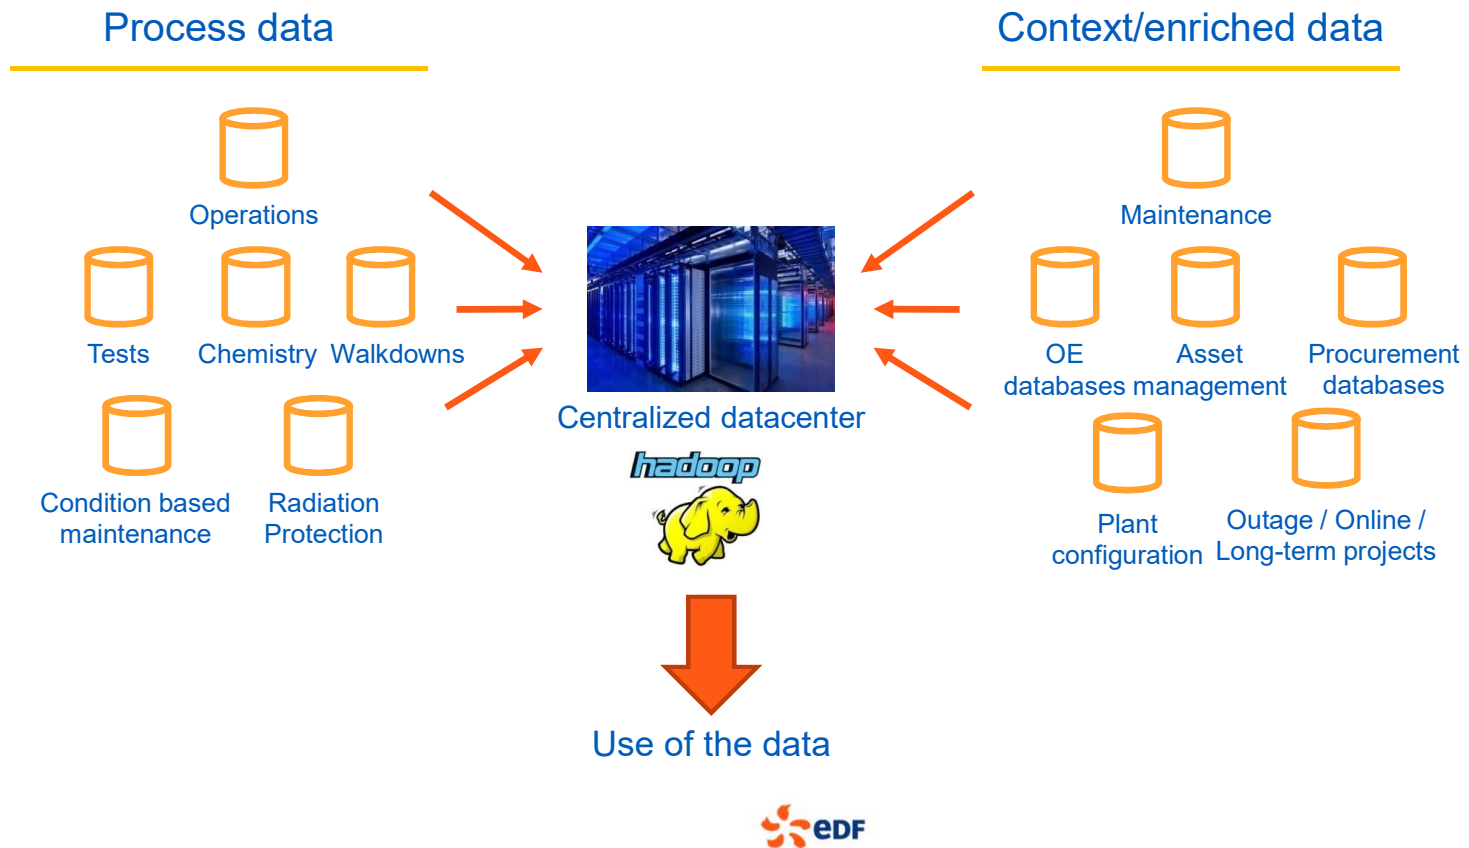 Process data
Context/enriched data
Operations
Maintenance
Tests
Chemistry
Walkdowns
OE
databases
Asset
management
Procurement
databases
Centralized datacenter
hadoop
Condition based
maintenance
Radiation
Protection
Plant
configuration
Outage / Online /
Long-term projects
Use of the data
eDF